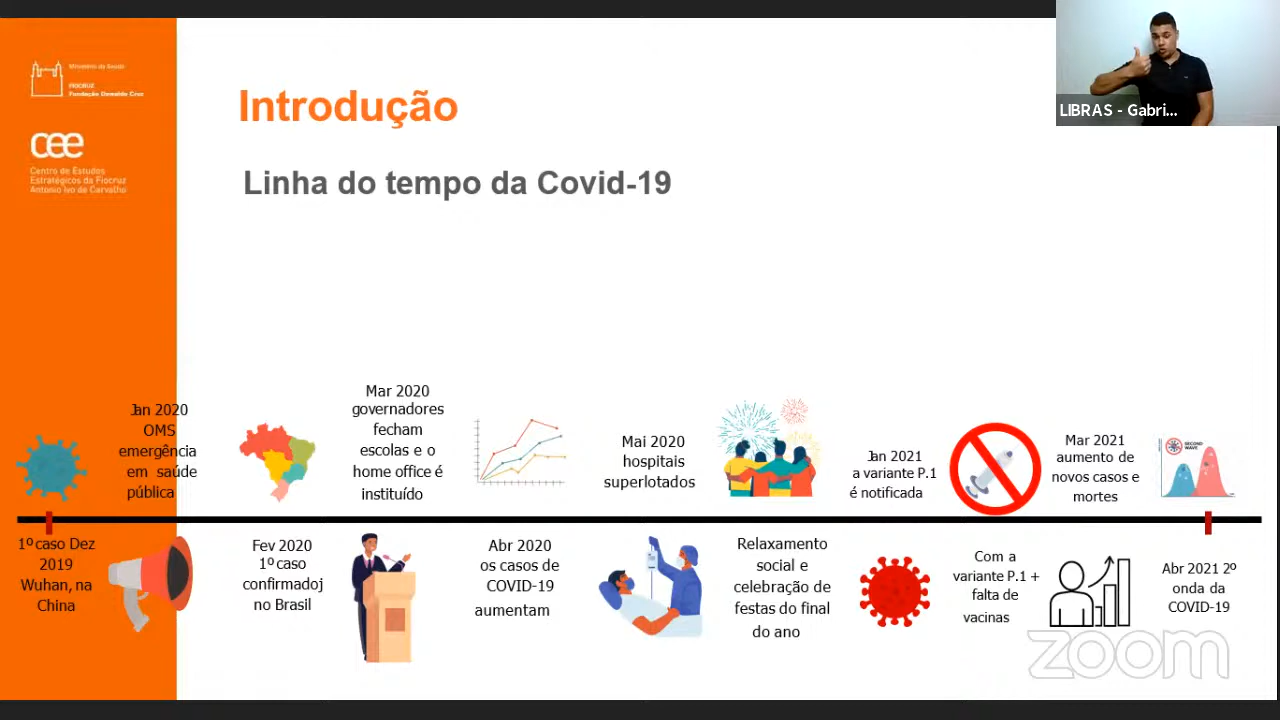 Ministério da Saúde
FIOCRUZ
Fundação Oswaldo Cruz
cee
Centro de Estudos
Estratégicos da Fiocruz
Antonio Ivo de Carvalho
Introdução
Linha do tempo da Covid-19
LIBRAS - Gabri...
1º caso Dez
2019
Wuhan, na
China
Jan 2020
OMS
emergência
em saúde
pública
Fev 2020
1º caso
confirmadoj
no Brasil
Mar 2020
governadores
fecham
escolas e o
home office é
instituído
Abr 2020
os casos de
COVID-19
aumentam
Mai 2020
hospitais
superlotados
Relaxamento
social e
celebração de
festas do final
do ano
Jan 2021
a variante P.1
é notificada
Com a
variante P.1 +
falta de
vacinas
Mar 2021
aumento de
novos casos e
mortes
SECOND
WAVE
Abr 2021 2º
onda da
COVID-19
zoom